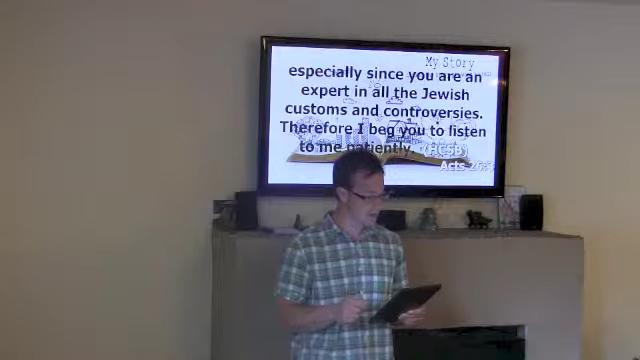 My Story
especially since you are an
expert in all the Jewish
customs and controversies.
Therefore I beg you to listen
to me patiently. (HCSB)
Acts 26:3